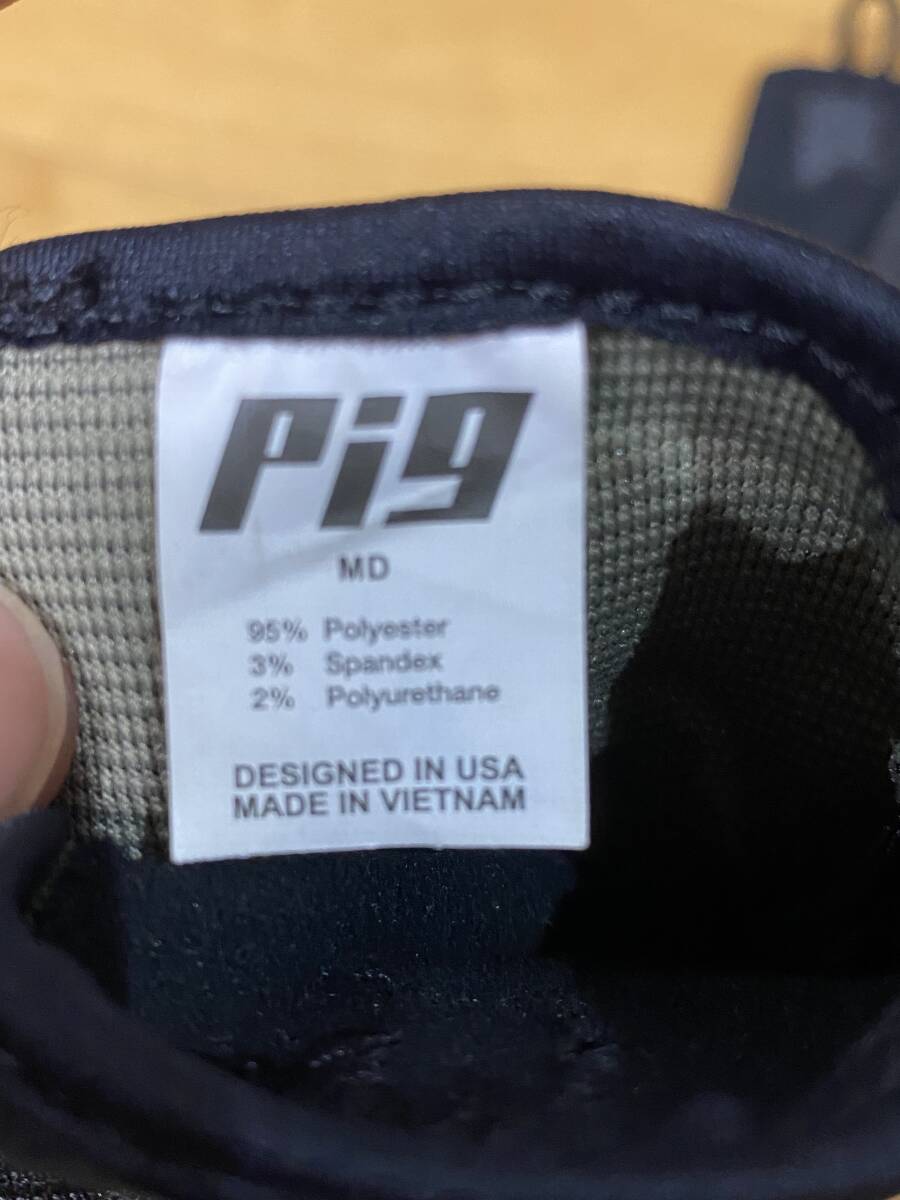 Pig
MD
95% Polyester
3% Spandex
2% Polyurethane
DESIGNED IN USA
MADE IN VIETNAM